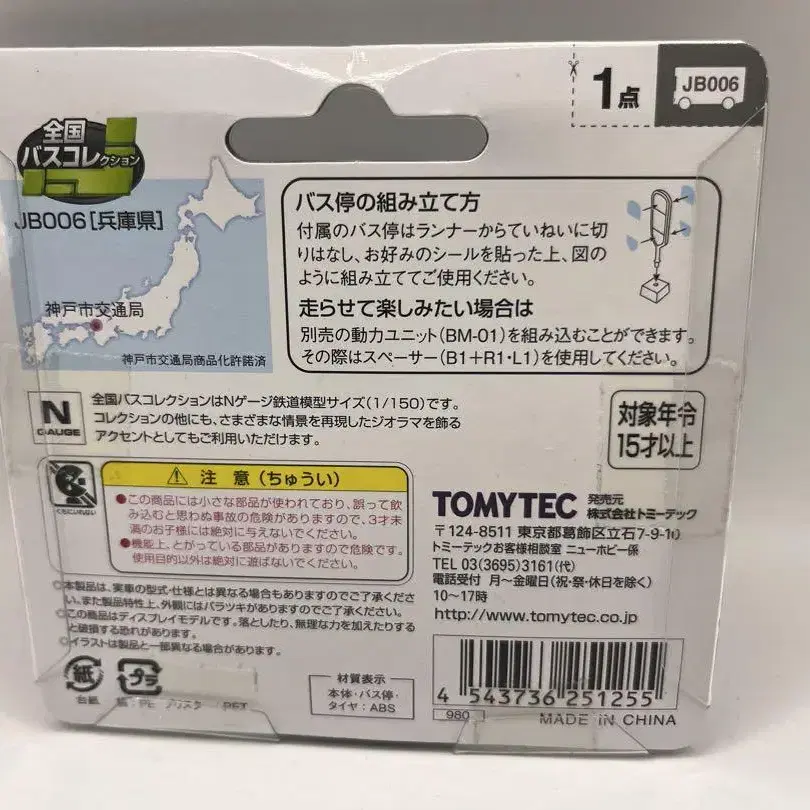 1点
JB006
全国
バスコレクション
JB006[兵庫県]
神戸市交通局
神戸市交通局商品化許諾済
バス停の組み立て方
付属のバス停はランナーからていねいに切
りはなし、お好みのシールを貼った上、図の
ように組み立ててご使用ください。
走らせて楽しみたい場合は
別売の動力ユニット(BM-01)を組み込むことができます。
その際はスペーサー(B1+R1・L1)を使用してください。
N
GAUGE
全国バスコレクションはNゲージ鉄道模型サイズ(1/150)です。
コレクションの他にも、さまざまな情景を再現したジオラマを飾る
アクセントとしてもご利用いただけます。
対象年令
15才以上
くちにいれない
注 意(ちゅうい)
●この商品には小さな部品が使われており、誤って飲
み込むと思わぬ事故の危険がありますので、3才未
満のお子様には絶対に与えないでください。
●機能上、とがっている部品がありますので危険です。
使用目的以外は絶対に遊ばないでください。
TOMYTEC 発売元
株式会社トミーテック
〒124-8511 東京都葛飾区立石7-9-10
トミーテックお客様相談室 ニューホビー係
TEL 03(3695)3161(代)
電話受付 月〜金曜日(祝・祭・休日を除く)
10〜17時
http://www.tomytec.co.jp
○本製品は、実車の型式・仕様とは異なる場合もありますのでご了承くださ
い。また製品特性上、外観にはバラツキがありますがご了承ください。
○この商品はディスプレイモデルです。落としたり、無理な力を加えたりする
と破損する恐れがあります。
○イラストは製品と一部異なる場合があります。
紙
台紙
プラ
袋:PE ブリスター:PET
材質表示
本体・バス停・
タイヤ:ABS
4 543736 251255
980
MADE IN CHINA